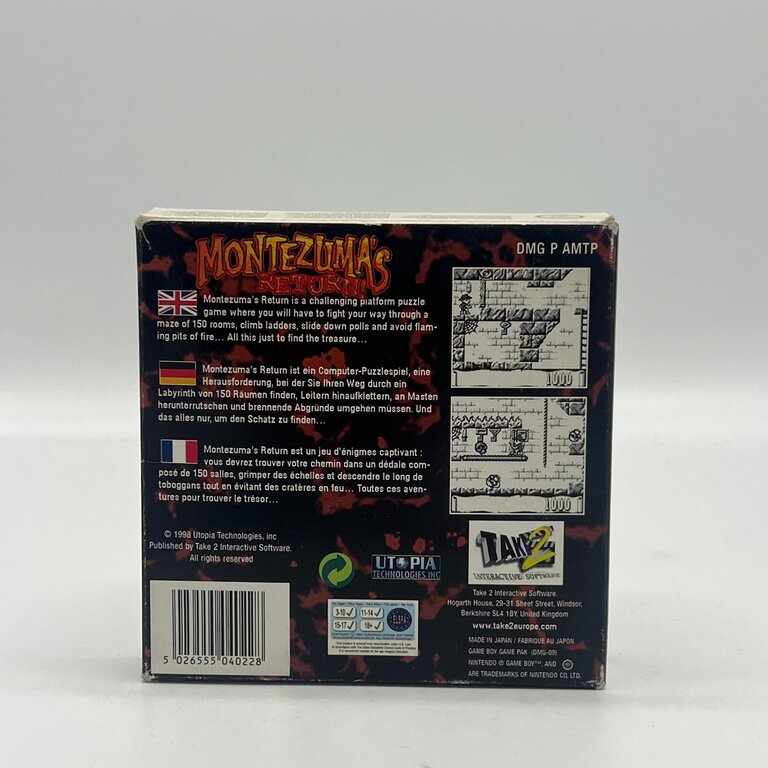 MONTEZUMA'S
RETURN
DMG P AMTP
Montezuma's Return is a challenging platform puzzle
game where you will have to fight your way through a
maze of 150 rooms, climb ladders, slide down polls and avoid flam-
ing pits of fire... All this just to find the treasure...
Montezuma's Return ist ein Computer-Puzzlespiel, eine
Herausforderung, bei der Sie Ihren Weg durch ein
Labyrinth von 150 Räumen finden, Leitern hinaufklettern, an Masten
herunterrutschen und brennende Abgründe umgehen müssen. Und
das alles nur, um den Schatz zu finden...
Montezuma's Return est un jeu d'énigmes captivant :
vous devrez trouver votre chemin dans un dédale com-
posé de 150 salles, grimper des échelles et descendre le long de
toboggans tout en évitant des cratères en feu... Toutes ces aven-
tures pour trouver le trésor...
1000
1000
© 1998 Utopia Technologies, inc
Published by Take 2 Interactive Software.
All rights reserved
UTOPIA
TECHNOLOGIES INC
TAKE 2
INTERACTIVE SOFTWARE
Take 2 Interactive Software.
Hogarth House, 29-31 Sheet Street, Windsor,
Berkshire SL4 1BY, United Kingdom
www.take2europe.com
MADE IN JAPAN / FABRIQUE AU JAPON
GAME BOY GAME PAK (DMG-09)
NINTENDO ® GAME BOY™, AND
ARE TRADEMARKS OF NINTENDO CO, LTD.
3-10 11-14
15-17 18+
ELSPA
5 026555 040228